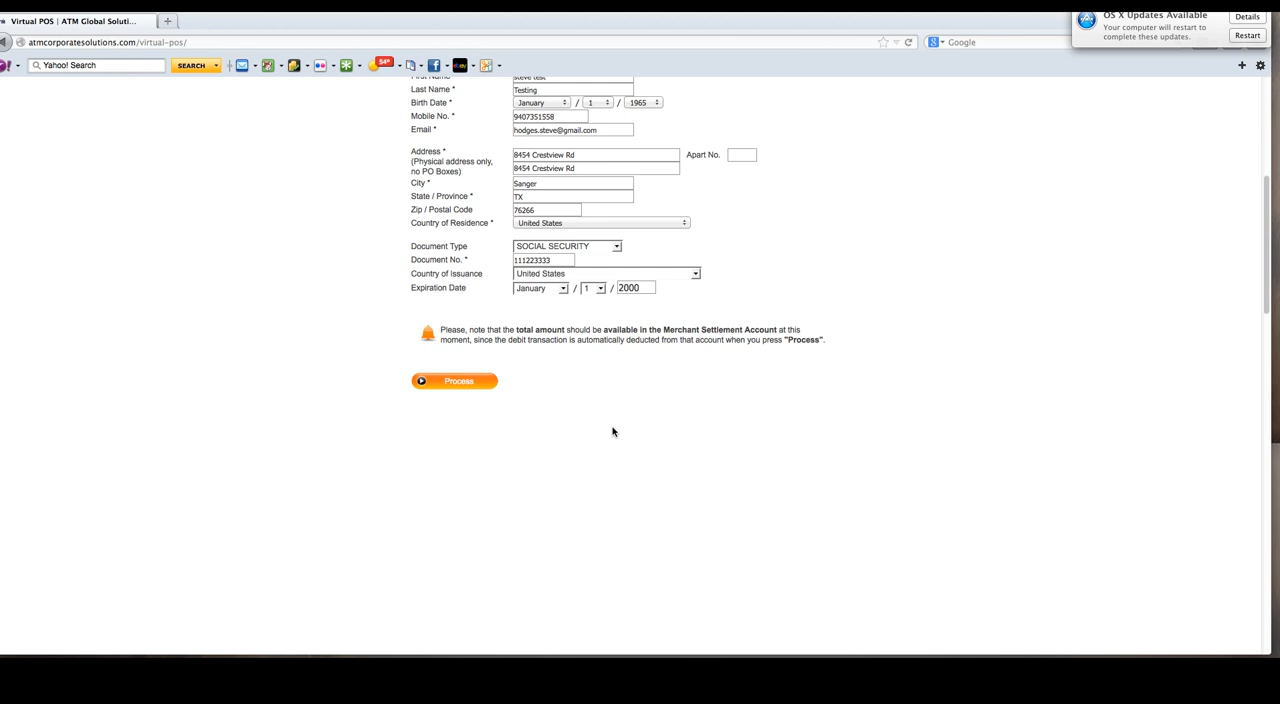 Virtual POS | ATM Global Soluti...
OS X Updates Available
Your computer will restart to
complete these updates.
Details
Restart
atmcorporatesolutions.com/virtual-pos/
Google
Yahoo! Search
SEARCH
54°
ebay
First Name steve test
Last Name * Testing
Birth Date * January / 1 / 1965
Mobile No. * 9407351558
Email * hodges.steve@gmail.com
Address * 8454 Crestview Rd Apart No.
(Physical address only, 8454 Crestview Rd
no PO Boxes)
City * Sanger
State / Province * TX
Zip / Postal Code 76266
Country of Residence * United States
Document Type SOCIAL SECURITY
Document No. * 111223333
Country of Issuance United States
Expiration Date January / 1 / 2000
Please, note that the total amount should be available in the Merchant Settlement Account at this
moment, since the debit transaction is automatically deducted from that account when you press "Process".
Process